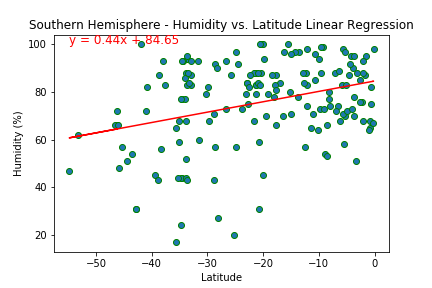 Southern Hemisphere - Humidity vs. Latitude Linear Regression
y = 0.44x + 84.65
100
80
60
40
20
Humidity (%)
−50
−40
−30
−20
−10
0
Latitude